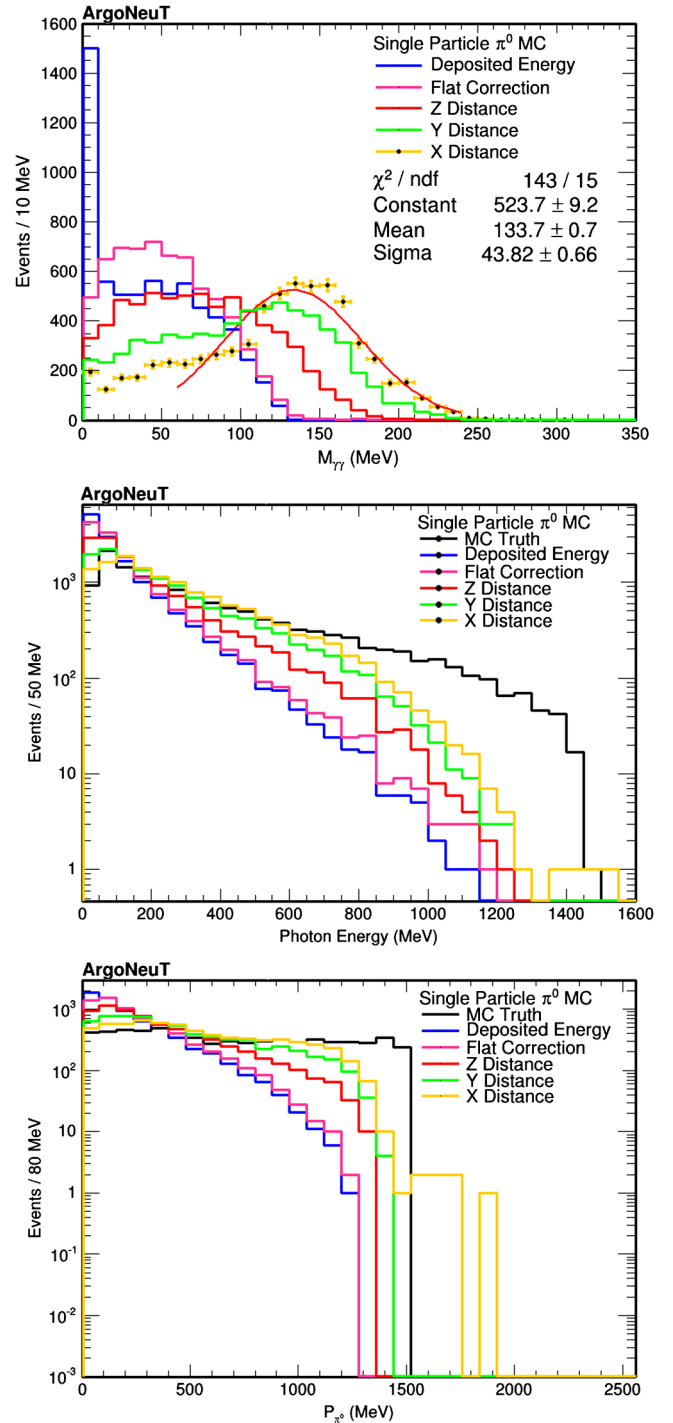 ArgoNeuT
1600
1400
1200
1000
800
600
400
200
0
Events / 10 MeV
Single Particle π⁰ MC
Deposited Energy
Flat Correction
Z Distance
Y Distance
X Distance
χ² / ndf 143 / 15
Constant 523.7 ± 9.2
Mean 133.7 ± 0.7
Sigma 43.82 ± 0.66
0 50 100 150 200 250 300 350
M_γγ (MeV)
ArgoNeuT
10³
10²
10
1
Events / 50 MeV
Single Particle π⁰ MC
MC Truth
Deposited Energy
Flat Correction
Z Distance
Y Distance
X Distance
0 200 400 600 800 1000 1200 1400 1600
Photon Energy (MeV)
ArgoNeuT
10³
10²
10
1
10⁻¹
10⁻²
10⁻³
Events / 80 MeV
Single Particle π⁰ MC
MC Truth
Deposited Energy
Flat Correction
Z Distance
Y Distance
X Distance
0 500 1000 1500 2000 2500
P_π⁰ (MeV)